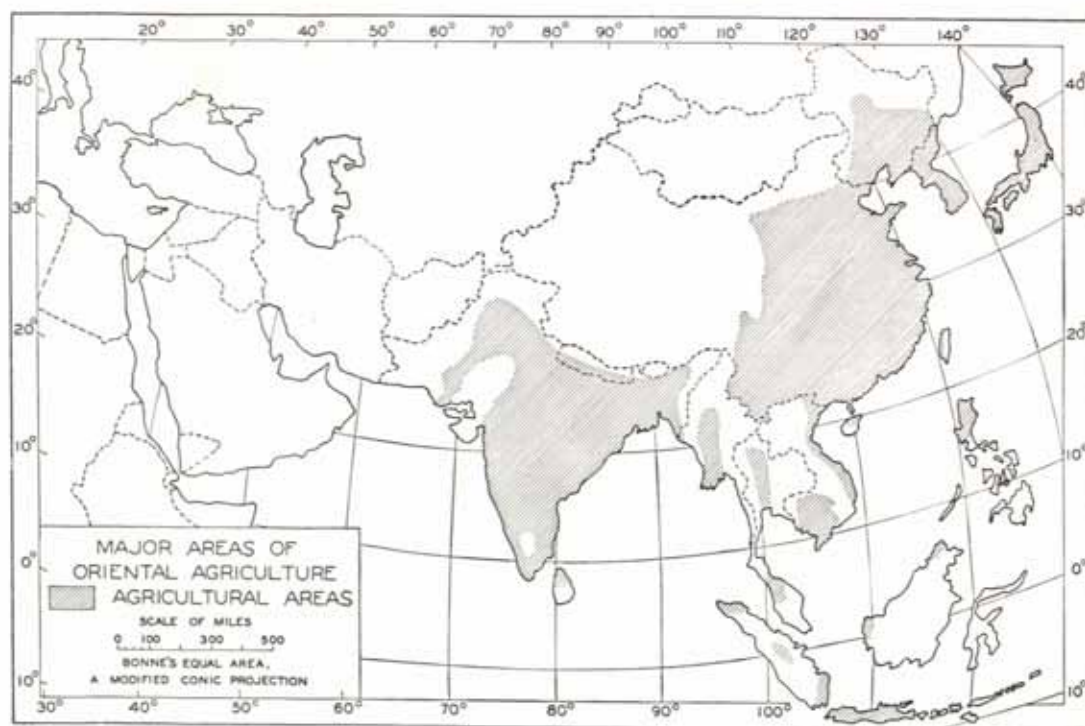 20° 30° 40° 50° 60° 70° 80° 90° 100° 110° 120° 130° 140°
40° 40°
30° 30°
20° 20°
10° 10°
0° 0°
10° 10°
MAJOR AREAS OF
ORIENTAL AGRICULTURE
AGRICULTURAL AREAS
SCALE OF MILES
0 100 300 500
BONNE'S EQUAL AREA,
A MODIFIED CONIC PROJECTION
30° 40° 50° 60° 70° 80° 90° 100°